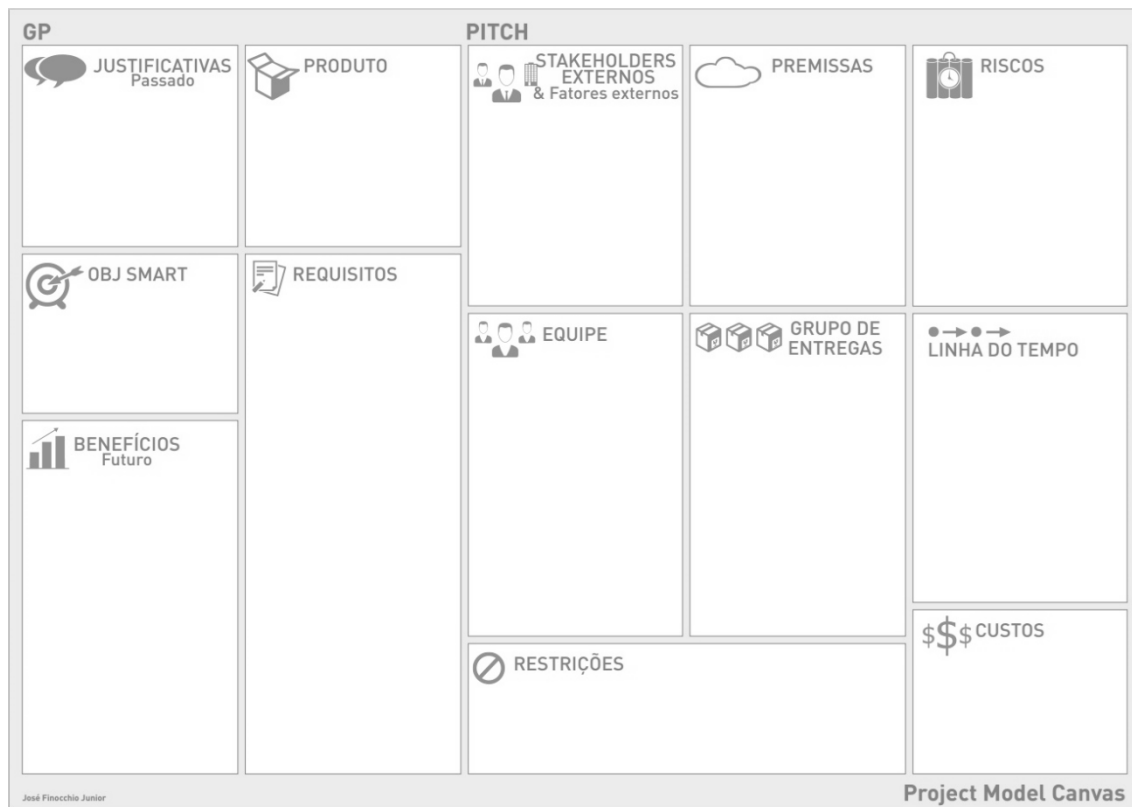 GP
PITCH
JUSTIFICATIVAS
Passado
PRODUTO
STAKEHOLDERS
EXTERNOS
& Fatores externos
PREMISSAS
RISCOS
OBJ SMART
REQUISITOS
EQUIPE
GRUPO DE
ENTREGAS
LINHA DO TEMPO
BENEFÍCIOS
Futuro
RESTRIÇÕES
$$$ CUSTOS
José Finocchio Junior
Project Model Canvas